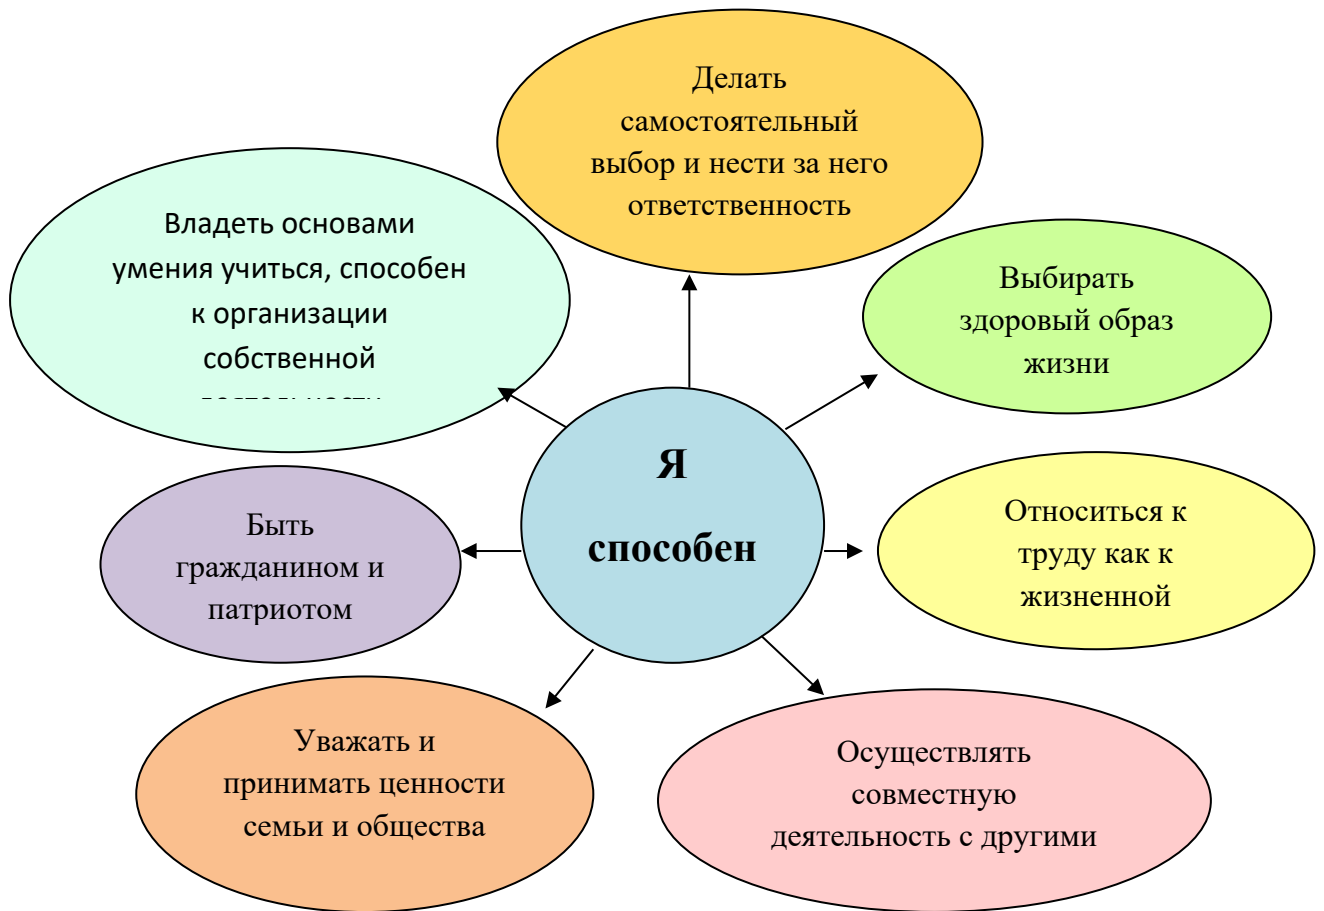 Делать
самостоятельный
выбор и нести за него
ответственность
Владеть основами
умения учиться, способен
к организации
собственной
Выбирать
здоровый образ
жизни
Я
способен
Быть
гражданином и
патриотом
Относиться к
труду как к
жизненной
Уважать и
принимать ценности
семьи и общества
Осуществлять
совместную
деятельность с другими